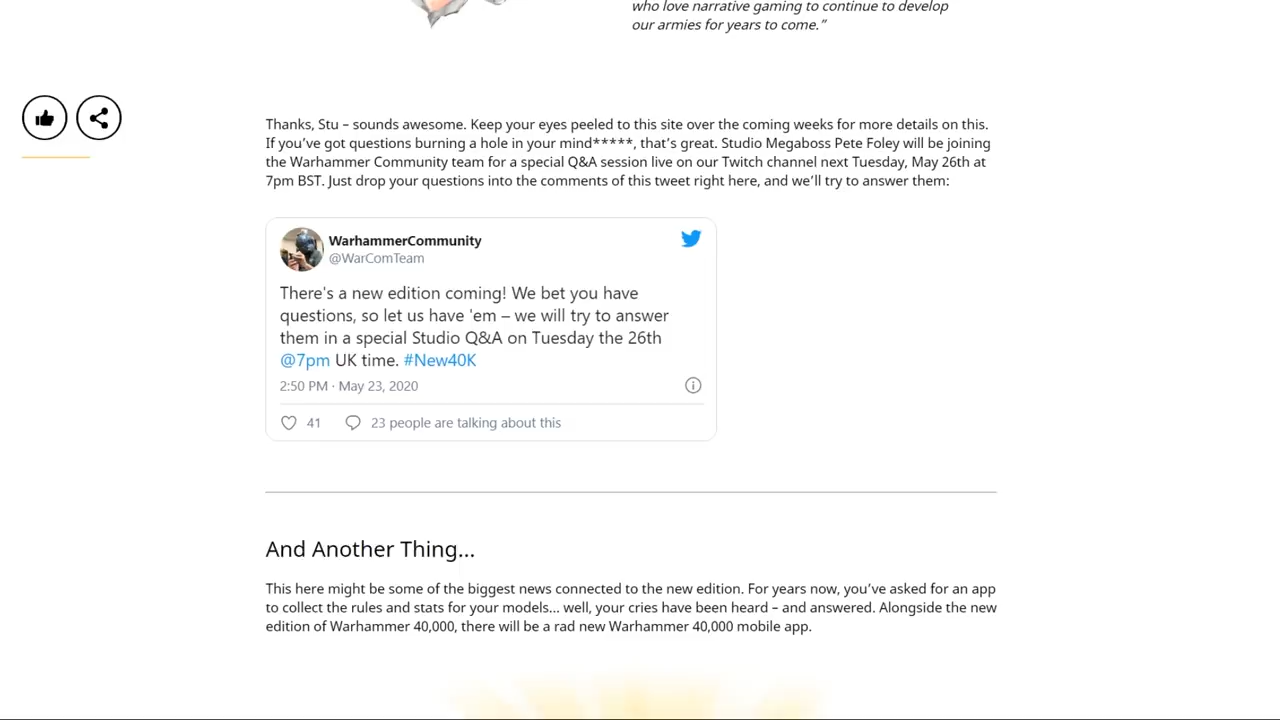 who love narrative gaming to continue to develop
our armies for years to come.”
Thanks, Stu – sounds awesome. Keep your eyes peeled to this site over the coming weeks for more details on this.
If you’ve got questions burning a hole in your mind*****, that’s great. Studio Megaboss Pete Foley will be joining
the Warhammer Community team for a special Q&A session live on our Twitch channel next Tuesday, May 26th at
7pm BST. Just drop your questions into the comments of this tweet right here, and we’ll try to answer them:
WarhammerCommunity
@WarComTeam
There's a new edition coming! We bet you have
questions, so let us have 'em – we will try to answer
them in a special Studio Q&A on Tuesday the 26th
@7pm UK time. #New40K
2:50 PM · May 23, 2020
41 23 people are talking about this
And Another Thing…
This here might be some of the biggest news connected to the new edition. For years now, you’ve asked for an app
to collect the rules and stats for your models… well, your cries have been heard – and answered. Alongside the new
edition of Warhammer 40,000, there will be a rad new Warhammer 40,000 mobile app.